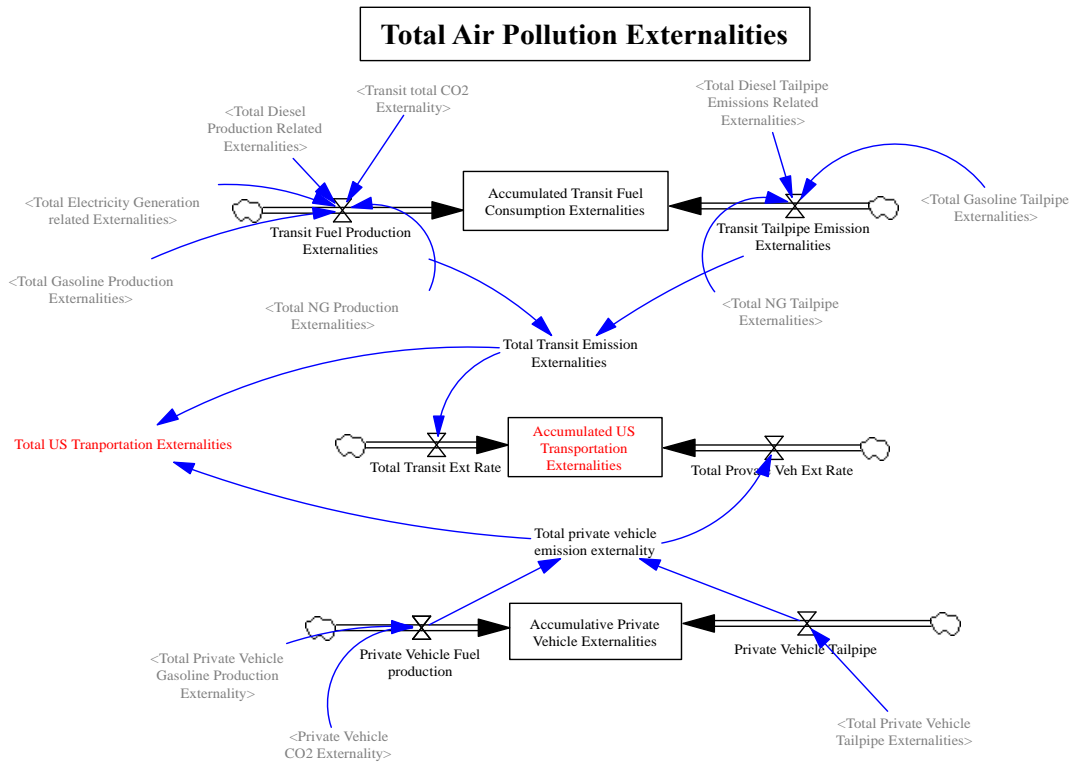 Total Air Pollution Externalities
<Transit total CO2
Externality>
<Total Diesel
Production Related
Externalities>
<Total Diesel Tailpipe
Emissions Related
Externalities>
<Total Electricity Generation
related Externalities>
Accumulated Transit Fuel
Consumption Externalities
<Total Gasoline Tailpipe
Externalities>
Transit Fuel Production
Externalities
Transit Tailpipe Emission
Externalities
<Total Gasoline Production
Externalities>
<Total NG Production
Externalities>
<Total NG Tailpipe
Externalities>
Total Transit Emission
Externalities
Total US Tranportation Externalities
Accumulated US
Transportation
Externalities
Total Transit Ext Rate
Total Provate Veh Ext Rate
Total private vehicle
emission externality
Accumulative Private
Vehicle Externalities
Private Vehicle Fuel
production
Private Vehicle Tailpipe
<Total Private Vehicle
Gasoline Production
Externality>
<Private Vehicle
CO2 Externality>
<Total Private Vehicle
Tailpipe Externalities>